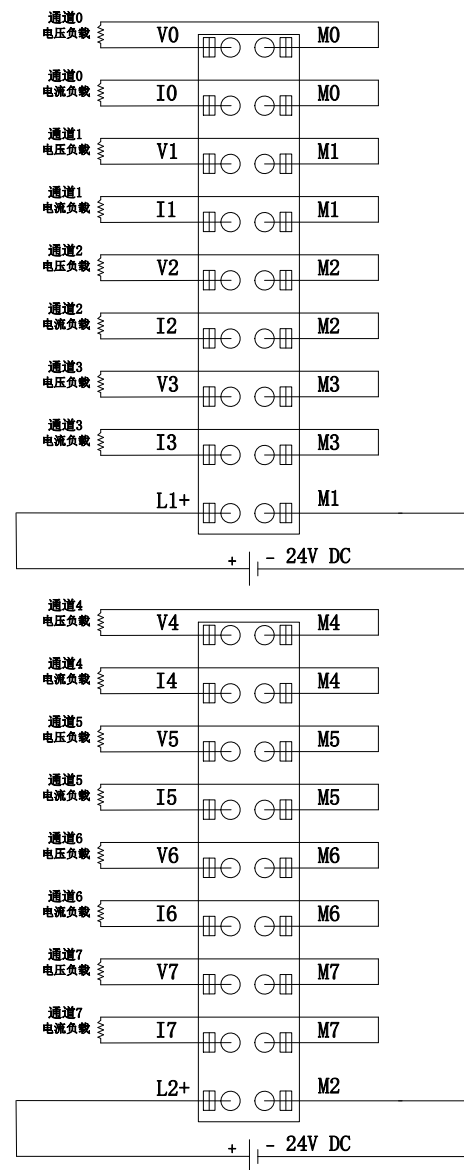 通道0
电压负载
V0 M0
通道0
电流负载
I0 M0
通道1
电压负载
V1 M1
通道1
电流负载
I1 M1
通道2
电压负载
V2 M2
通道2
电流负载
I2 M2
通道3
电压负载
V3 M3
通道3
电流负载
I3 M3
L1+ M1
+ - 24V DC
通道4
电压负载
V4 M4
通道4
电流负载
I4 M4
通道5
电压负载
V5 M5
通道5
电流负载
I5 M5
通道6
电压负载
V6 M6
通道6
电流负载
I6 M6
通道7
电压负载
V7 M7
通道7
电流负载
I7 M7
L2+ M2
+ - 24V DC